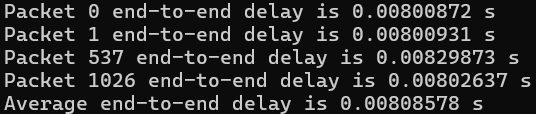 Packet 0 end-to-end delay is 0.00800872 s
Packet 1 end-to-end delay is 0.00800931 s
Packet 537 end-to-end delay is 0.00829873 s
Packet 1026 end-to-end delay is 0.00802637 s
Average end-to-end delay is 0.00808578 s